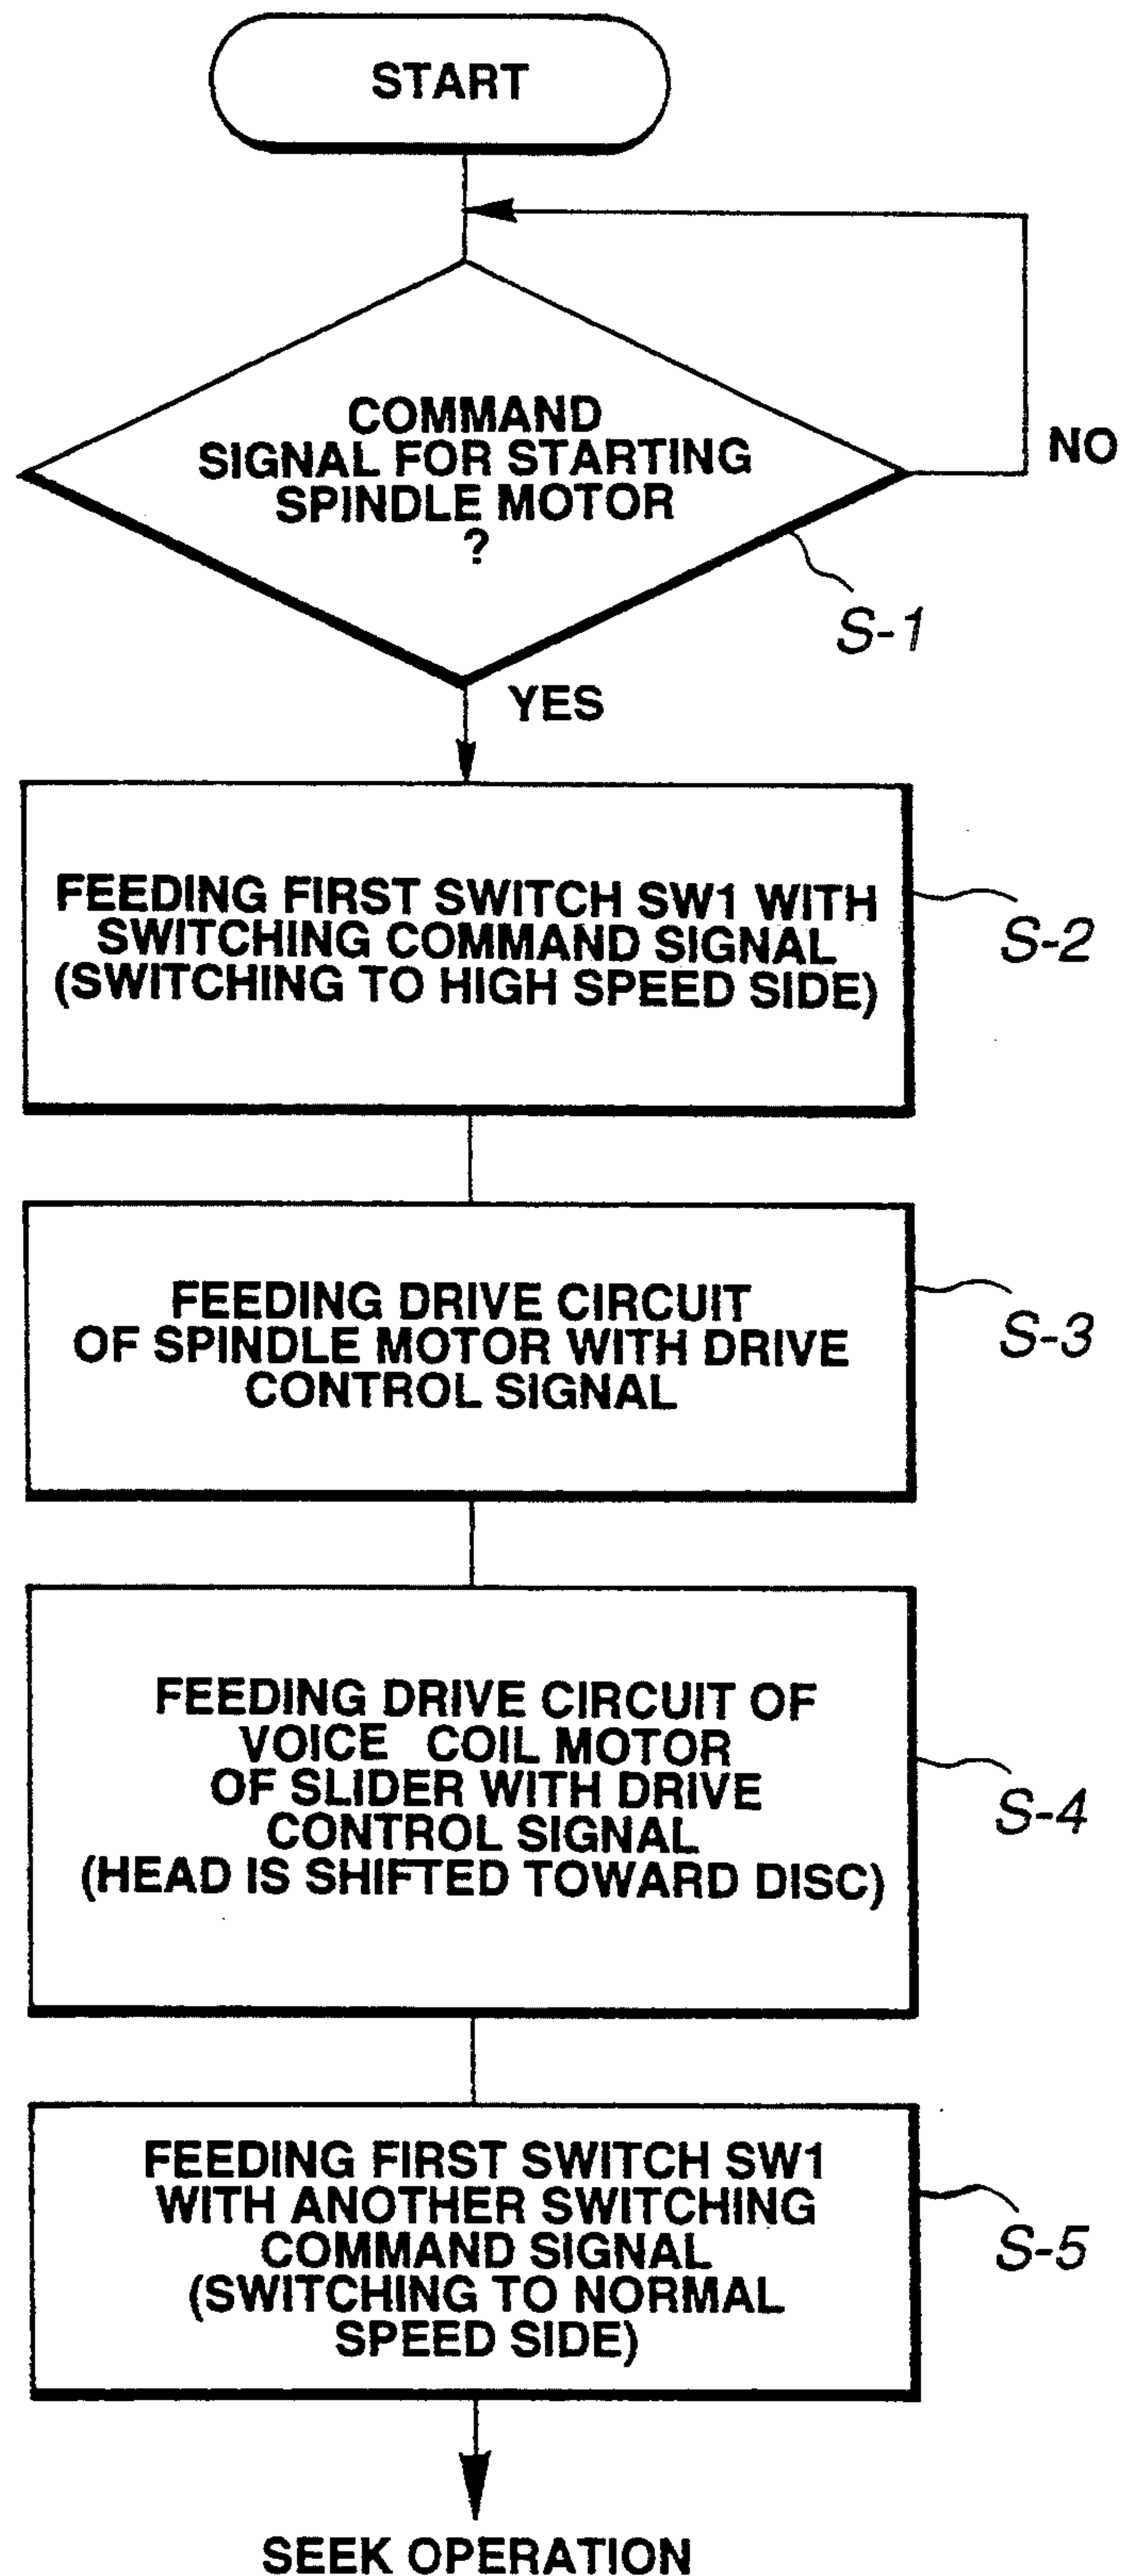 START
COMMAND
SIGNAL FOR STARTING
SPINDLE MOTOR
?
NO
S-1
YES
FEEDING FIRST SWITCH SW1 WITH
SWITCHING COMMAND SIGNAL
(SWITCHING TO HIGH SPEED SIDE)
S-2
FEEDING DRIVE CIRCUIT
OF SPINDLE MOTOR WITH DRIVE
CONTROL SIGNAL
S-3
FEEDING DRIVE CIRCUIT OF
VOICE COIL MOTOR
OF SLIDER WITH DRIVE
CONTROL SIGNAL
(HEAD IS SHIFTED TOWARD DISC)
S-4
FEEDING FIRST SWITCH SW1
WITH ANOTHER SWITCHING
COMMAND SIGNAL
(SWITCHING TO NORMAL
SPEED SIDE)
S-5
SEEK OPERATION